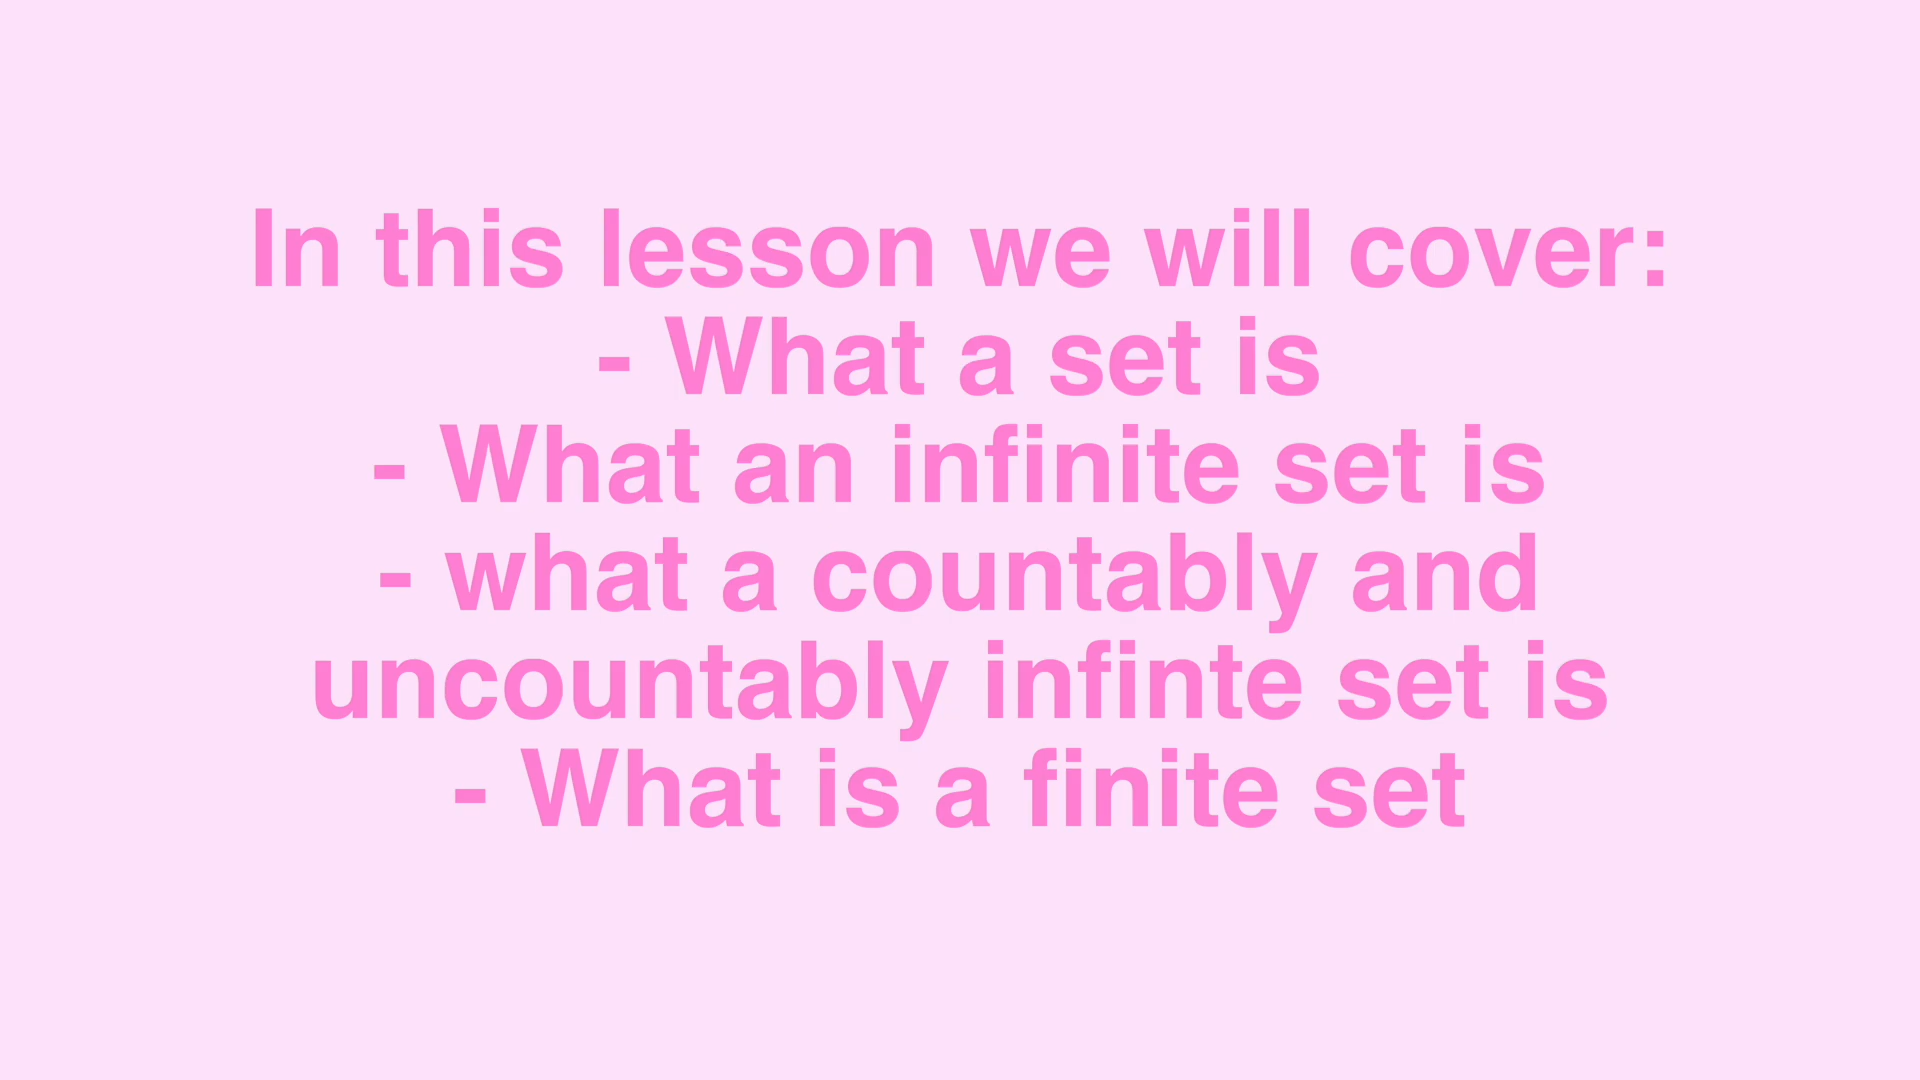 In this lesson we will cover:
- What a set is
- What an infinite set is
- what a countably and
uncountably infinte set is
- What is a finite set